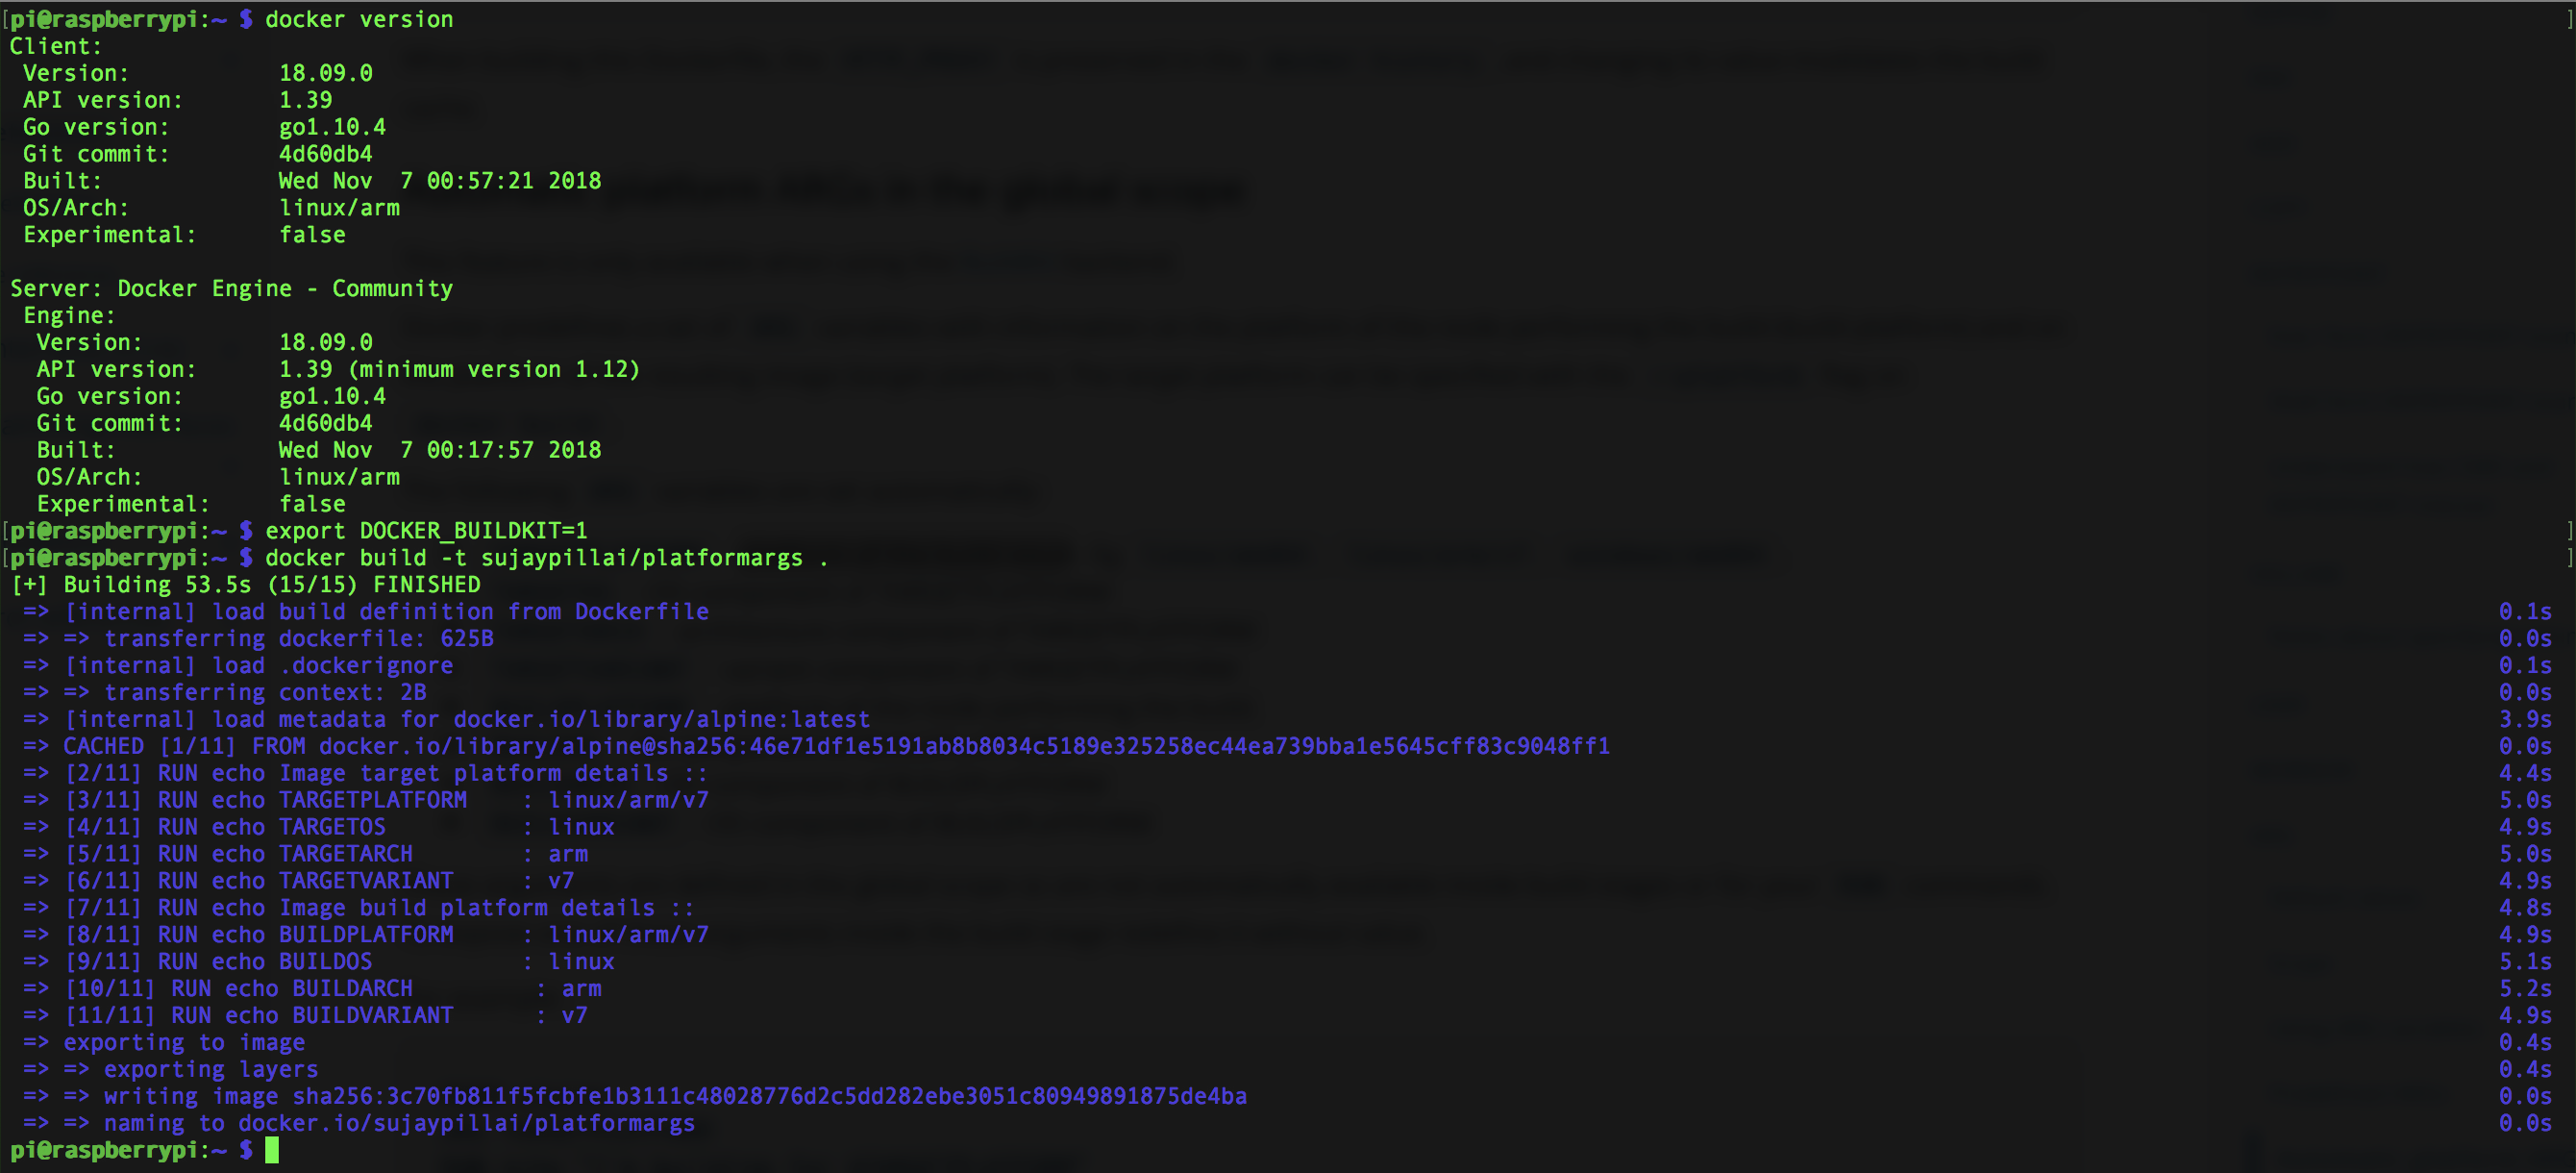 [pi@raspberrypi:~ $ docker version ]
Client:
 Version:           18.09.0
 API version:       1.39
 Go version:        go1.10.4
 Git commit:        4d60db4
 Built:             Wed Nov  7 00:57:21 2018
 OS/Arch:           linux/arm
 Experimental:      false

Server: Docker Engine - Community
 Engine:
  Version:          18.09.0
  API version:      1.39 (minimum version 1.12)
  Go version:       go1.10.4
  Git commit:       4d60db4
  Built:            Wed Nov  7 00:17:57 2018
  OS/Arch:          linux/arm
  Experimental:     false
[pi@raspberrypi:~ $ export DOCKER_BUILDKIT=1 ]
[pi@raspberrypi:~ $ docker build -t sujaypillai/platformargs . ]
[+] Building 53.5s (15/15) FINISHED
 => [internal] load build definition from Dockerfile 0.1s
 => => transferring dockerfile: 625B 0.0s
 => [internal] load .dockerignore 0.1s
 => => transferring context: 2B 0.0s
 => [internal] load metadata for docker.io/library/alpine:latest 3.9s
 => CACHED [1/11] FROM docker.io/library/alpine@sha256:46e71df1e5191ab8b8034c5189e325258ec44ea739bba1e5645cff83c9048ff1 0.0s
 => [2/11] RUN echo Image target platform details :: 4.4s
 => [3/11] RUN echo TARGETPLATFORM    : linux/arm/v7 5.0s
 => [4/11] RUN echo TARGETOS          : linux 4.9s
 => [5/11] RUN echo TARGETARCH        : arm 5.0s
 => [6/11] RUN echo TARGETVARIANT     : v7 4.9s
 => [7/11] RUN echo Image build platform details :: 4.8s
 => [8/11] RUN echo BUILDPLATFORM     : linux/arm/v7 4.9s
 => [9/11] RUN echo BUILDOS           : linux 5.1s
 => [10/11] RUN echo BUILDARCH         : arm 5.2s
 => [11/11] RUN echo BUILDVARIANT      : v7 4.9s
 => exporting to image 0.4s
 => => exporting layers 0.4s
 => => writing image sha256:3c70fb811f5fcbfe1b3111c48028776d2c5dd282ebe3051c80949891875de4ba 0.0s
 => => naming to docker.io/sujaypillai/platformargs 0.0s
pi@raspberrypi:~ $